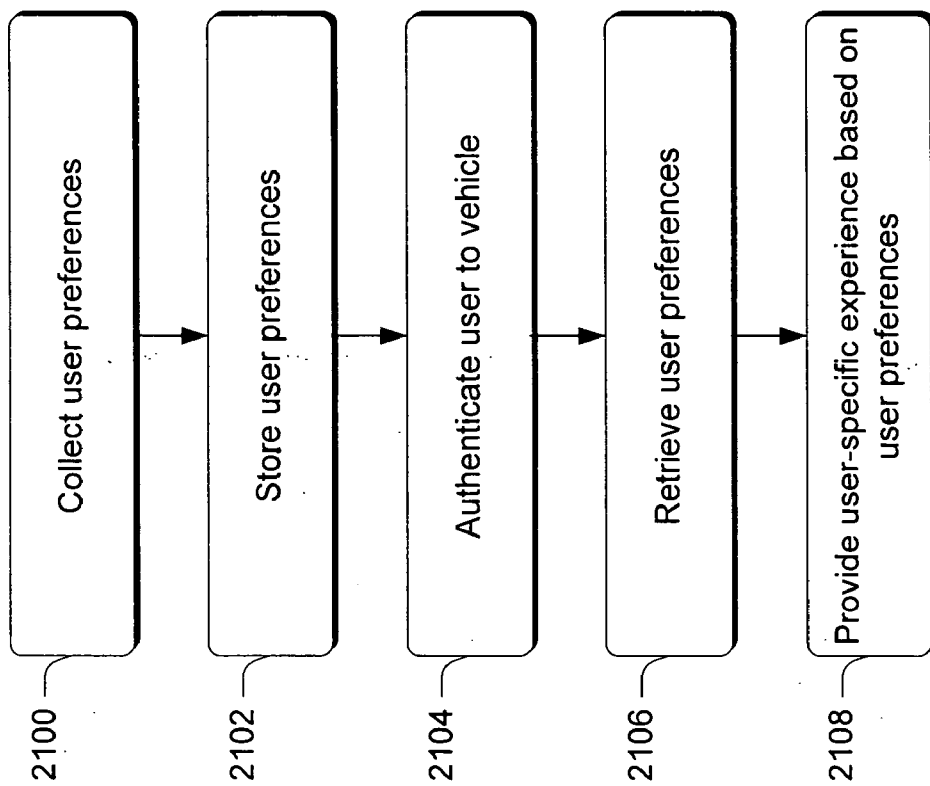 2100
Collect user preferences
2102
Store user preferences
2104
Authenticate user to vehicle
2106
Retrieve user preferences
2108
Provide user-specific experience based on
user preferences